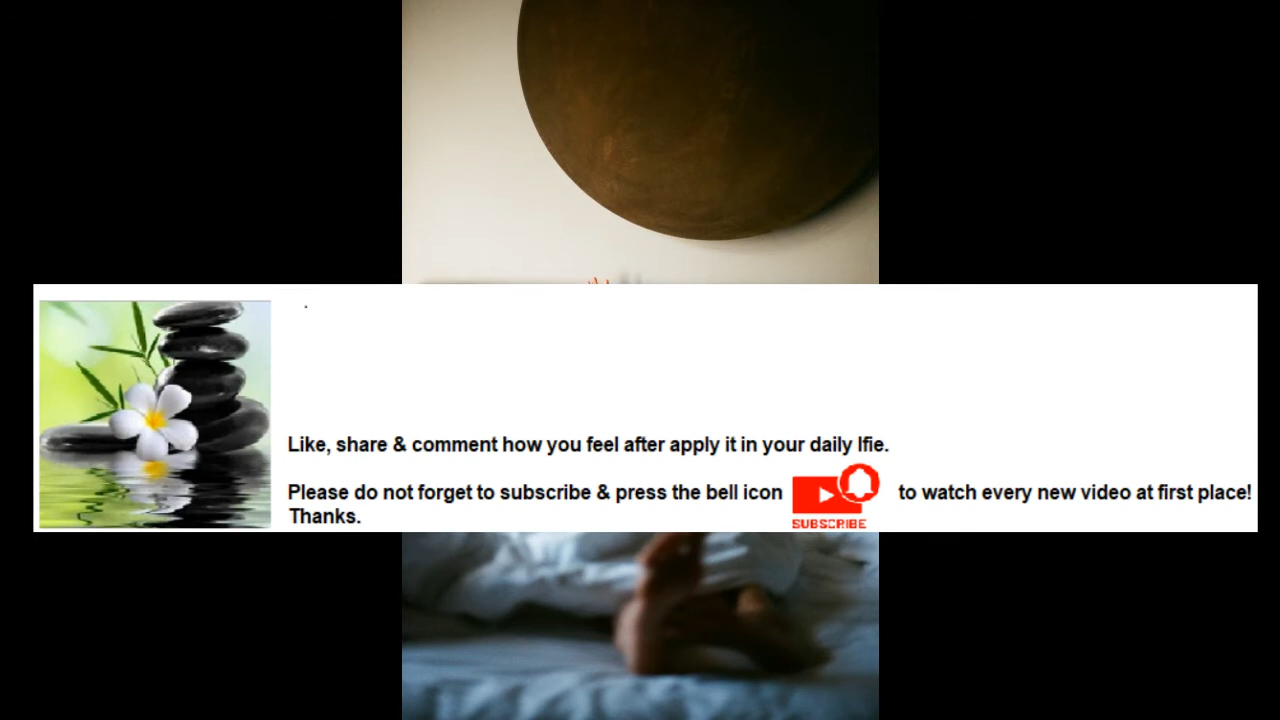 Like, share & comment how you feel after apply it in your daily lfie.
Please do not forget to subscribe & press the bell icon to watch every new video at first place!
SUBSCRIBE
Thanks.